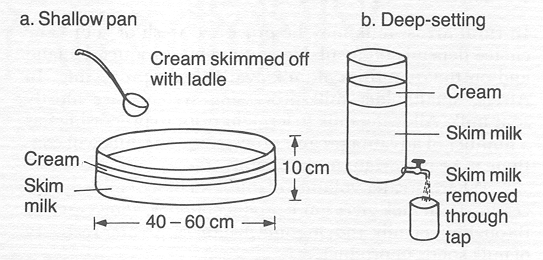 a. Shallow pan
Cream skimmed off
with ladle
Cream
Skim
milk
10 cm
40 – 60 cm
b. Deep-setting
Cream
Skim milk
Skim milk
removed
through
tap